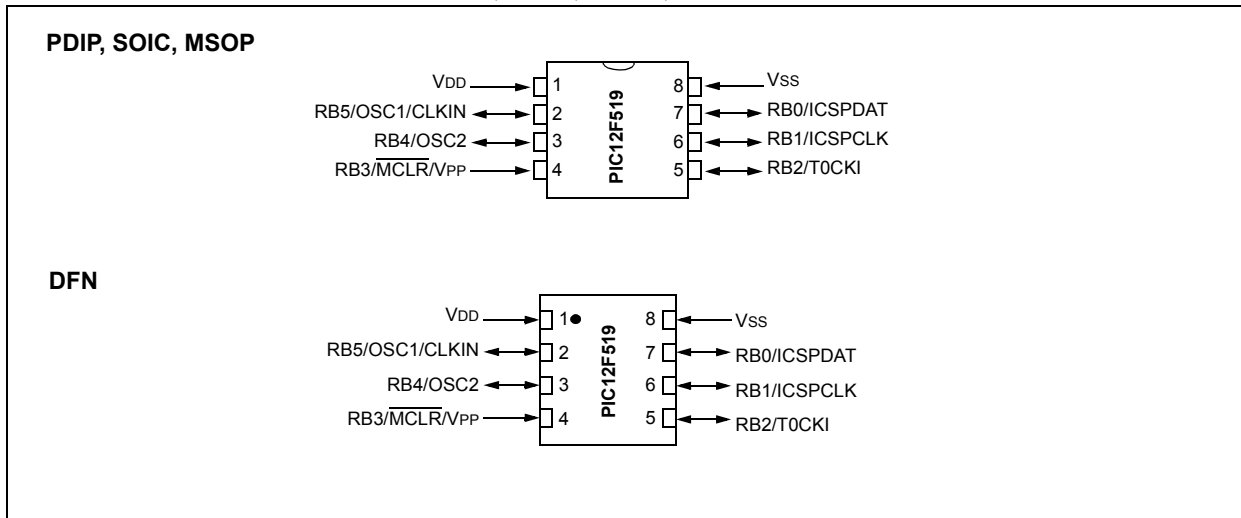 PDIP, SOIC, MSOP
VDD 1 8 VSS
RB5/OSC1/CLKIN 2 7 RB0/ICSPDAT
RB4/OSC2 3 6 RB1/ICSPCLK
RB3/MCLR/VPP 4 5 RB2/T0CKI
PIC12F519
DFN
VDD 1 8 VSS
RB5/OSC1/CLKIN 2 7 RB0/ICSPDAT
RB4/OSC2 3 6 RB1/ICSPCLK
RB3/MCLR/VPP 4 5 RB2/T0CKI
PIC12F519